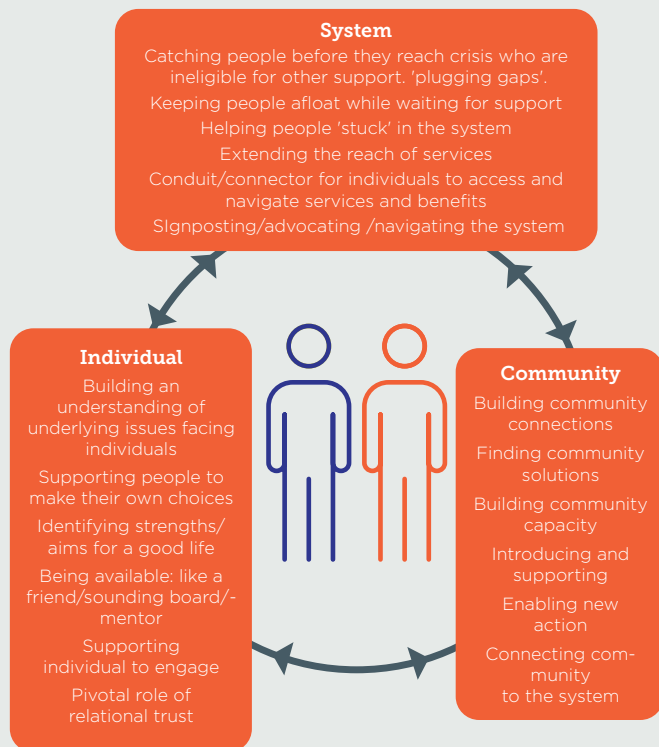 System
Catching people before they reach crisis who are
ineligible for other support. 'plugging gaps'.
Keeping people afloat while waiting for support
Helping people 'stuck' in the system
Extending the reach of services
Conduit/connector for individuals to access and
navigate services and benefits
SIgnposting/advocating /navigating the system
Individual
Building an
understanding of
underlying issues facing
individuals
Supporting people to
make their own choices
Identifying strengths/
aims for a good life
Being available: like a
friend/sounding board/-
mentor
Supporting
individual to engage
Pivotal role of
relational trust
Community
Building community
connections
Finding community
solutions
Building community
capacity
Introducing and
supporting
Enabling new
action
Connecting com-
munity
to the system